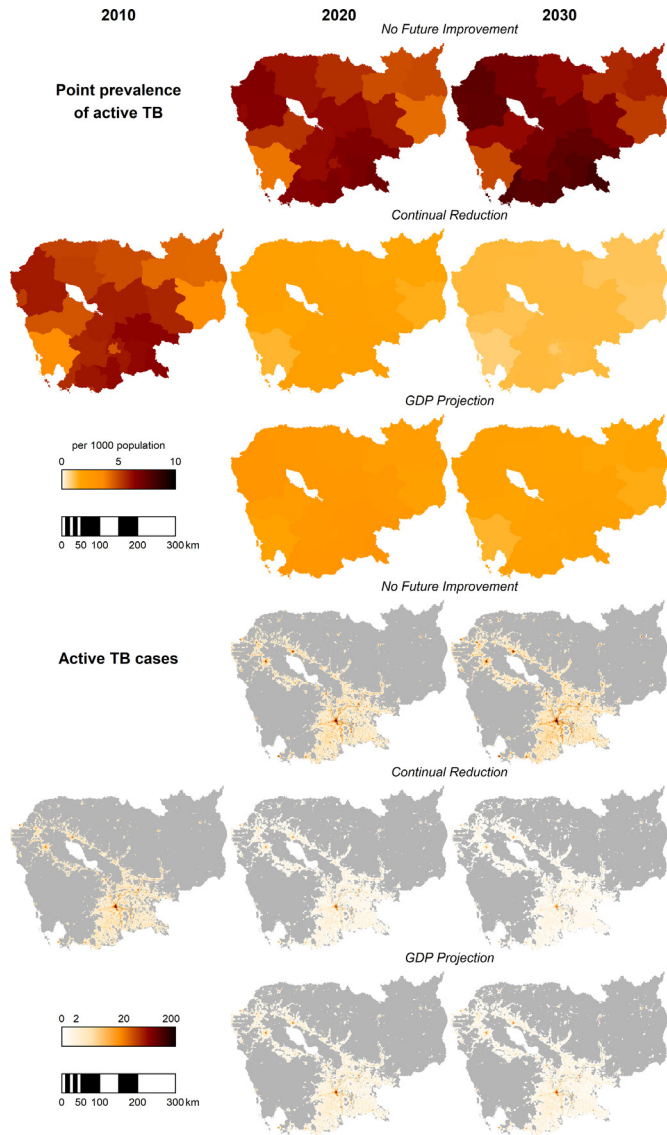 2010 2020 2030
No Future Improvement
Point prevalence
of active TB
Continual Reduction
GDP Projection
per 1000 population
0 5 10
0 50 100 200 300 km
No Future Improvement
Active TB cases
Continual Reduction
GDP Projection
0 2 20 200
0 50 100 200 300 km